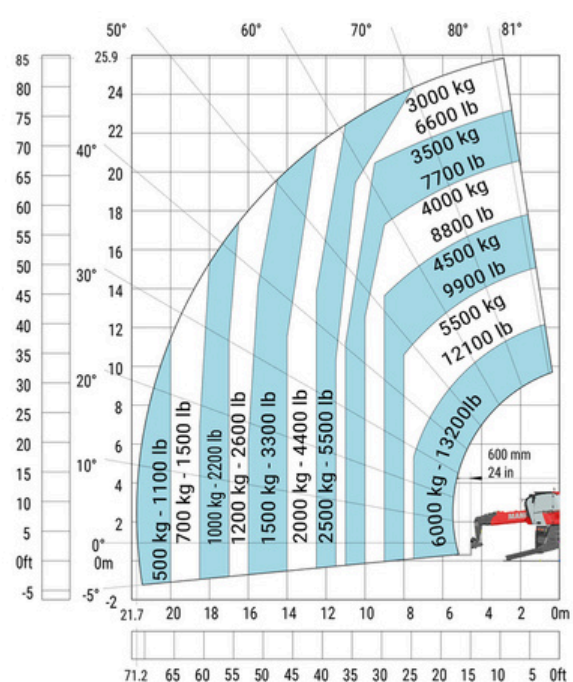 50° 60° 70° 80° 81°
85 25.9
80 24
75 22
70 20
65 18
60 16
55
50 14
45
40 12
35 10
30
25 8
20 6
15 4
10 2
5 0°
0ft 0m
-5 -2
40°
30°
20°
10°
-5°
3000 kg
6600 lb
3500 kg
7700 lb
4000 kg
8800 lb
4500 kg
9900 lb
5500 kg
12100 lb
6000 kg - 13200lb
500 kg - 1100 lb
700 kg - 1500 lb
1000 kg - 2200 lb
1200 kg - 2600 lb
1500 kg - 3300 lb
2000 kg - 4400 lb
2500 kg - 5500 lb
600 mm
24 in
21.7 20 18 16 14 12 10 8 6 4 2 0m
71.2 65 60 55 50 45 40 35 30 25 20 15 10 5 0ft